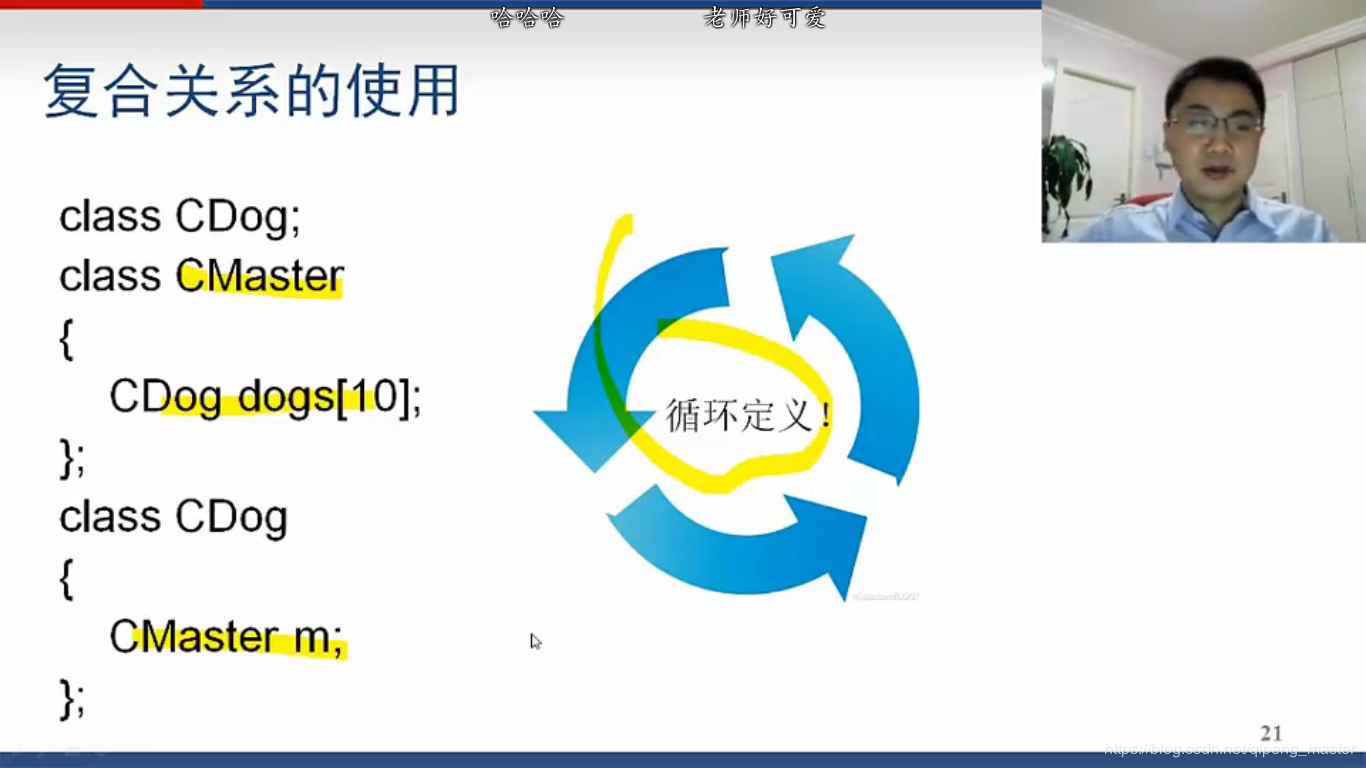 哈哈哈 老师好可爱
复合关系的使用
class CDog;
class CMaster
{
CDog dogs[10];
};
class CDog
{
CMaster m;
};
循环定义!
21
https://blog.csdn.net/qipeng_master